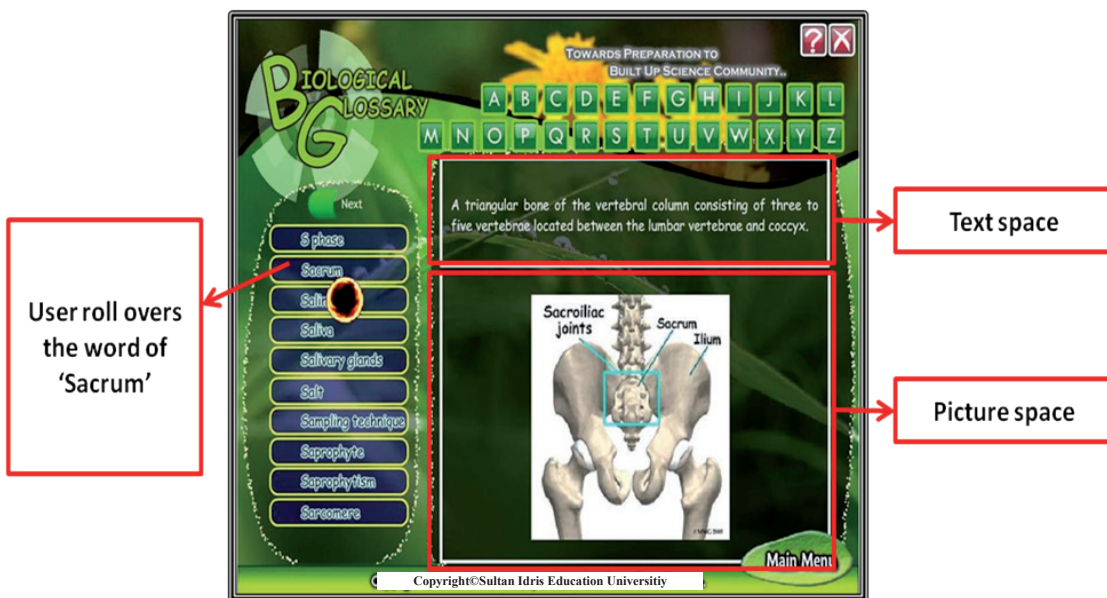 TOWARDS PREPARATION TO
BUILT UP SCIENCE COMMUNITY..
BIOLOGICAL
GLOSSARY
A B C D E F G H I J K L
M N O P Q R S T U V W X Y Z
Next
S phase
Sacrum
Salin
Saliva
Salivary glands
Salt
Sampling technique
Saprophyte
Saprophytism
Sarcomere
A triangular bone of the vertebral column consisting of three to
five vertebrae located between the lumbar vertebrae and coccyx.
Sacroiliac
joints
Sacrum
Ilium
Main Menu
Copyright©Sultan Idris Education Universitiy
User roll overs
the word of
‘Sacrum’
Text space
Picture space